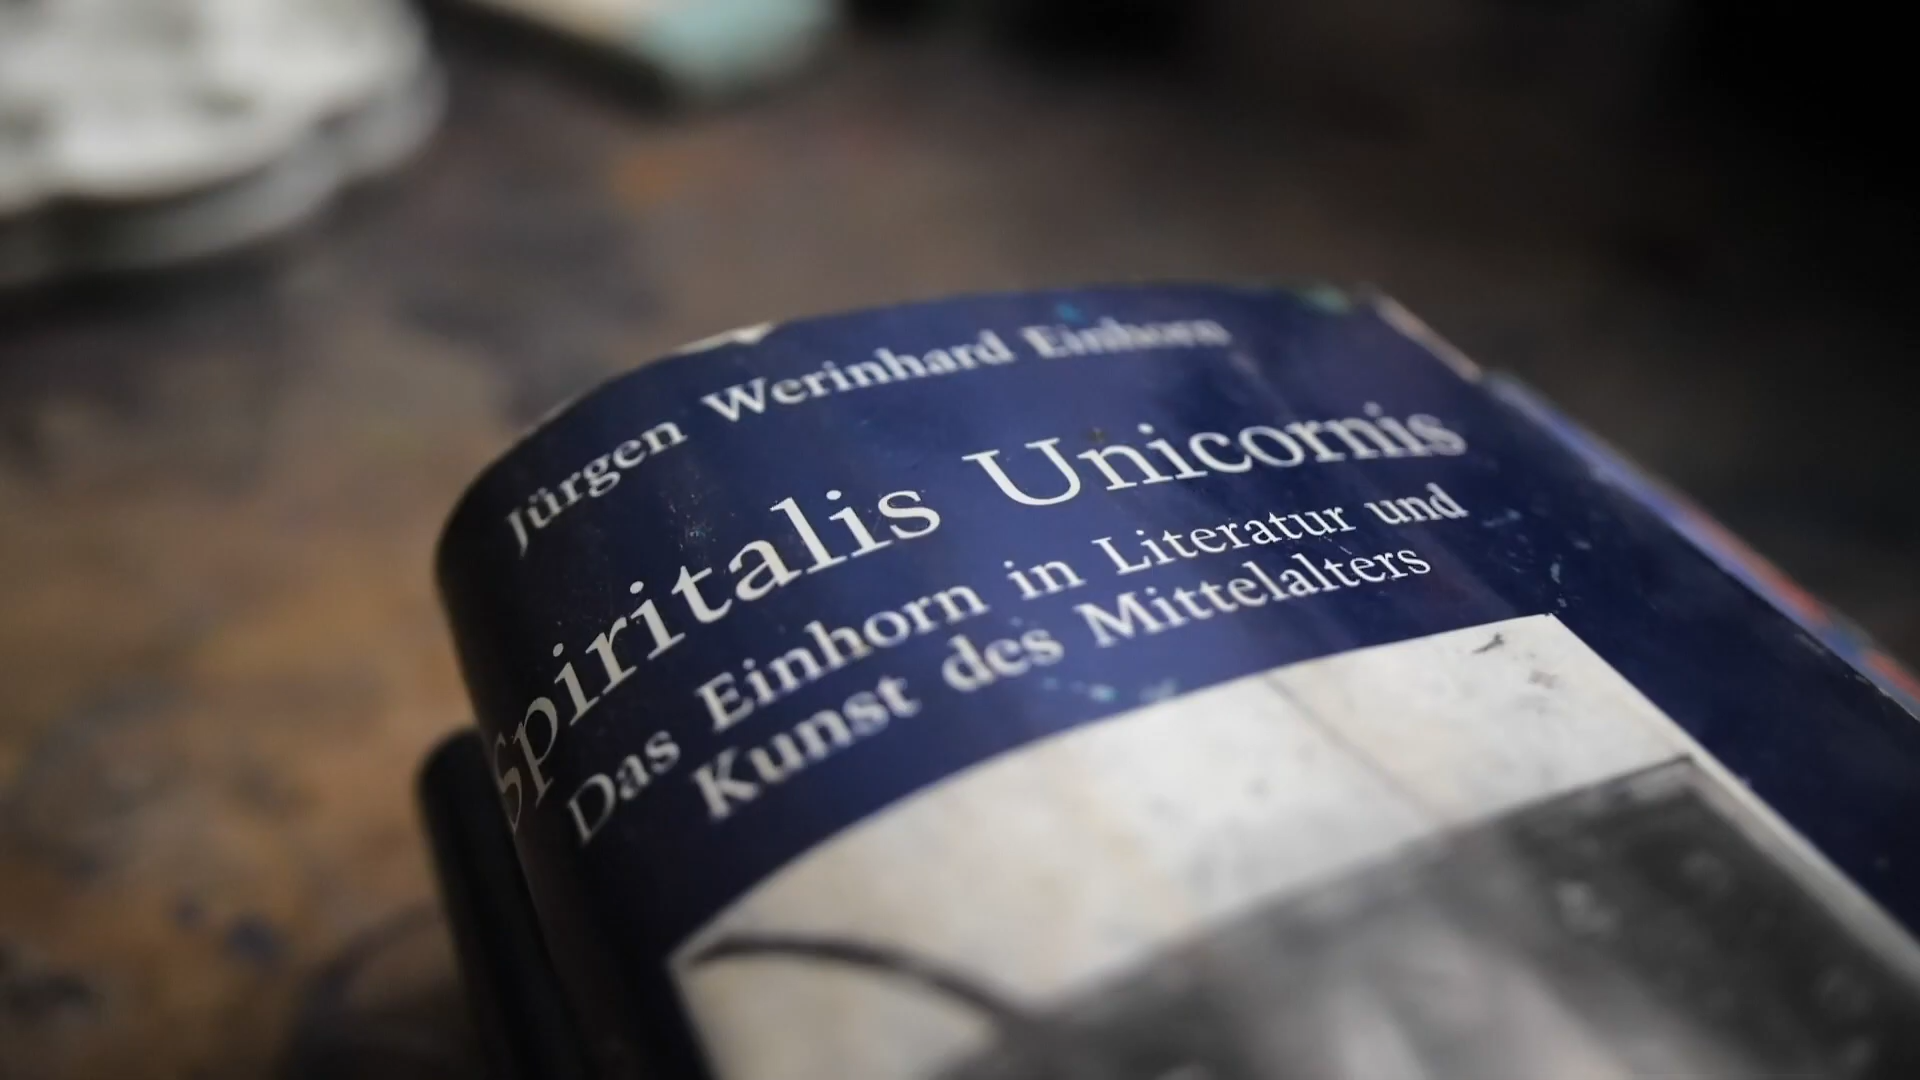 Jürgen Werinhard Einhorn
Spiritalis Unicornis
Das Einhorn in Literatur und
Kunst des Mittelalters